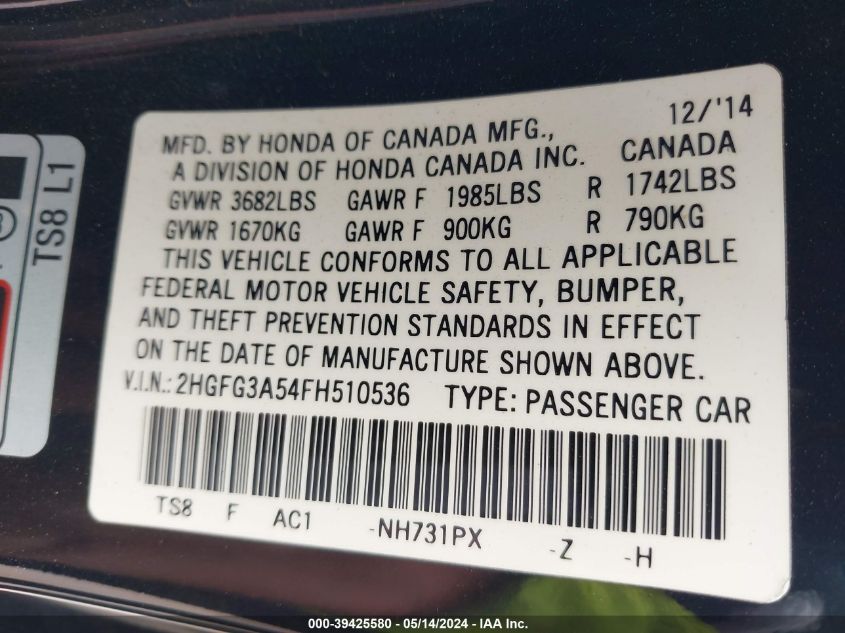 12/'14
MFD. BY HONDA OF CANADA MFG.,
A DIVISION OF HONDA CANADA INC. CANADA
GVWR 3682LBS GAWR F 1985LBS R 1742LBS
GVWR 1670KG GAWR F 900KG R 790KG
THIS VEHICLE CONFORMS TO ALL APPLICABLE
FEDERAL MOTOR VEHICLE SAFETY, BUMPER,
AND THEFT PREVENTION STANDARDS IN EFFECT
ON THE DATE OF MANUFACTURE SHOWN ABOVE.
V.I.N.: 2HGFG3A54FH510536 TYPE: PASSENGER CAR
TS8 F AC1 -NH731PX -Z -H
TS8 L1
000-39425580 - 05/14/2024 - IAA Inc.